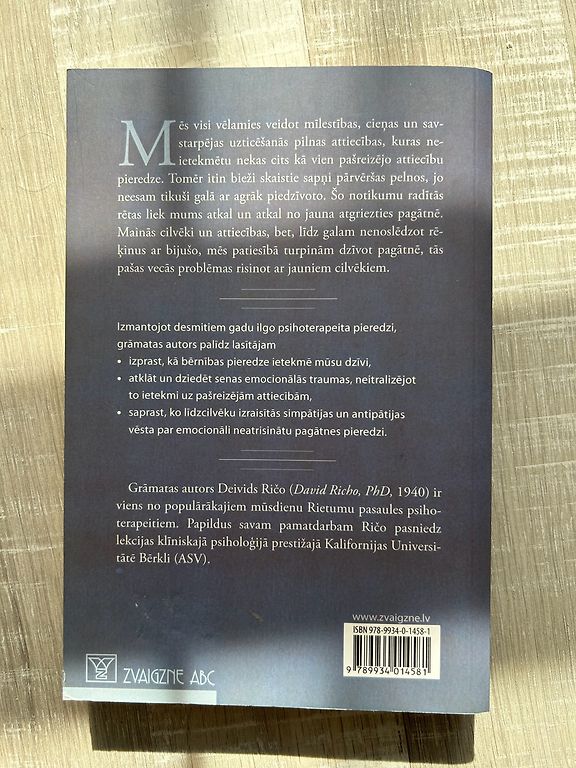 Mēs visi vēlamies veidot mīlestības, cieņas un sav-
starpējas uzticēšanās pilnas attiecības, kuras ne-
ietekmētu nekas cits kā vien pašreizējo attiecību
pieredze. Tomēr itin bieži skaistie sapņi pārvēršas pelnos, jo
neesam tikuši galā ar agrāk piedzīvoto. Šo notikumu radītās
rētas liek mums atkal un atkal no jauna atgriezties pagātnē.
Mainās cilvēki un attiecības, bet, līdz galam nenoslēdzot rē-
ķinus ar bijušo, mēs patiesībā turpinām dzīvot pagātnē, tās
pašas vecās problēmas risinot ar jauniem cilvēkiem.
Izmantojot desmitiem gadu ilgo psihoterapeita pieredzi,
grāmatas autors palīdz lasītājam
• izprast, kā bērnības pieredze ietekmē mūsu dzīvi,
• atklāt un dziedēt senas emocionālās traumas, neitralizējot
to ietekmi uz pašreizējām attiecībām,
• saprast, ko līdzcilvēku izraisītās simpātijas un antipātijas
vēsta par emocionāli neatrisinātu pagātnes pieredzi.
Grāmatas autors Deivids Ričo (David Richo, PhD, 1940) ir
viens no populārākajiem mūsdienu Rietumu pasaules psiho-
terapeitiem. Papildus savam pamatdarbam Ričo pasniedz
lekcijas klīniskajā psiholoģijā prestižajā Kalifornijas Universi-
tātē Bērkli (ASV).
www.zvaigzne.lv
ISBN 978-9934-0-1458-1
9 789934 014581
ZVAIGZNE ABC